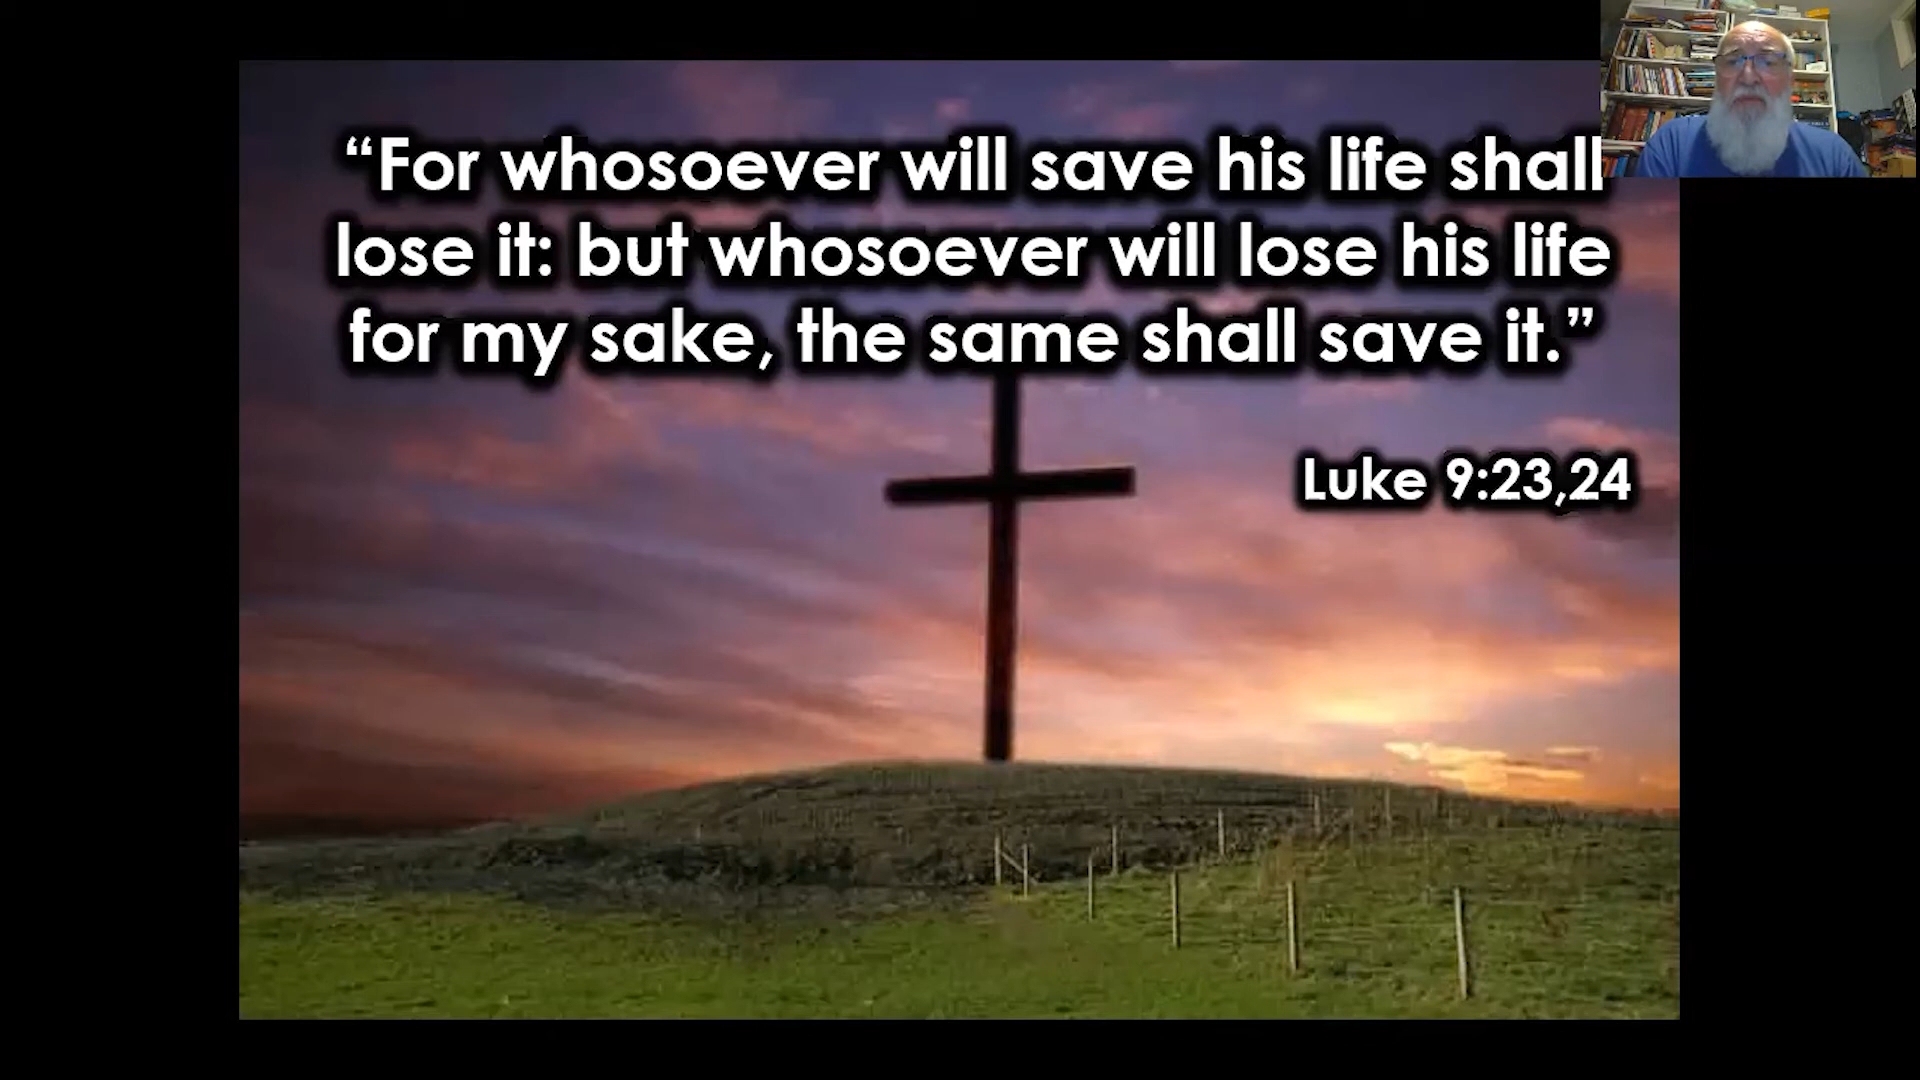 “For whosoever will save his life shall
lose it: but whosoever will lose his life
for my sake, the same shall save it.”
Luke 9:23,24